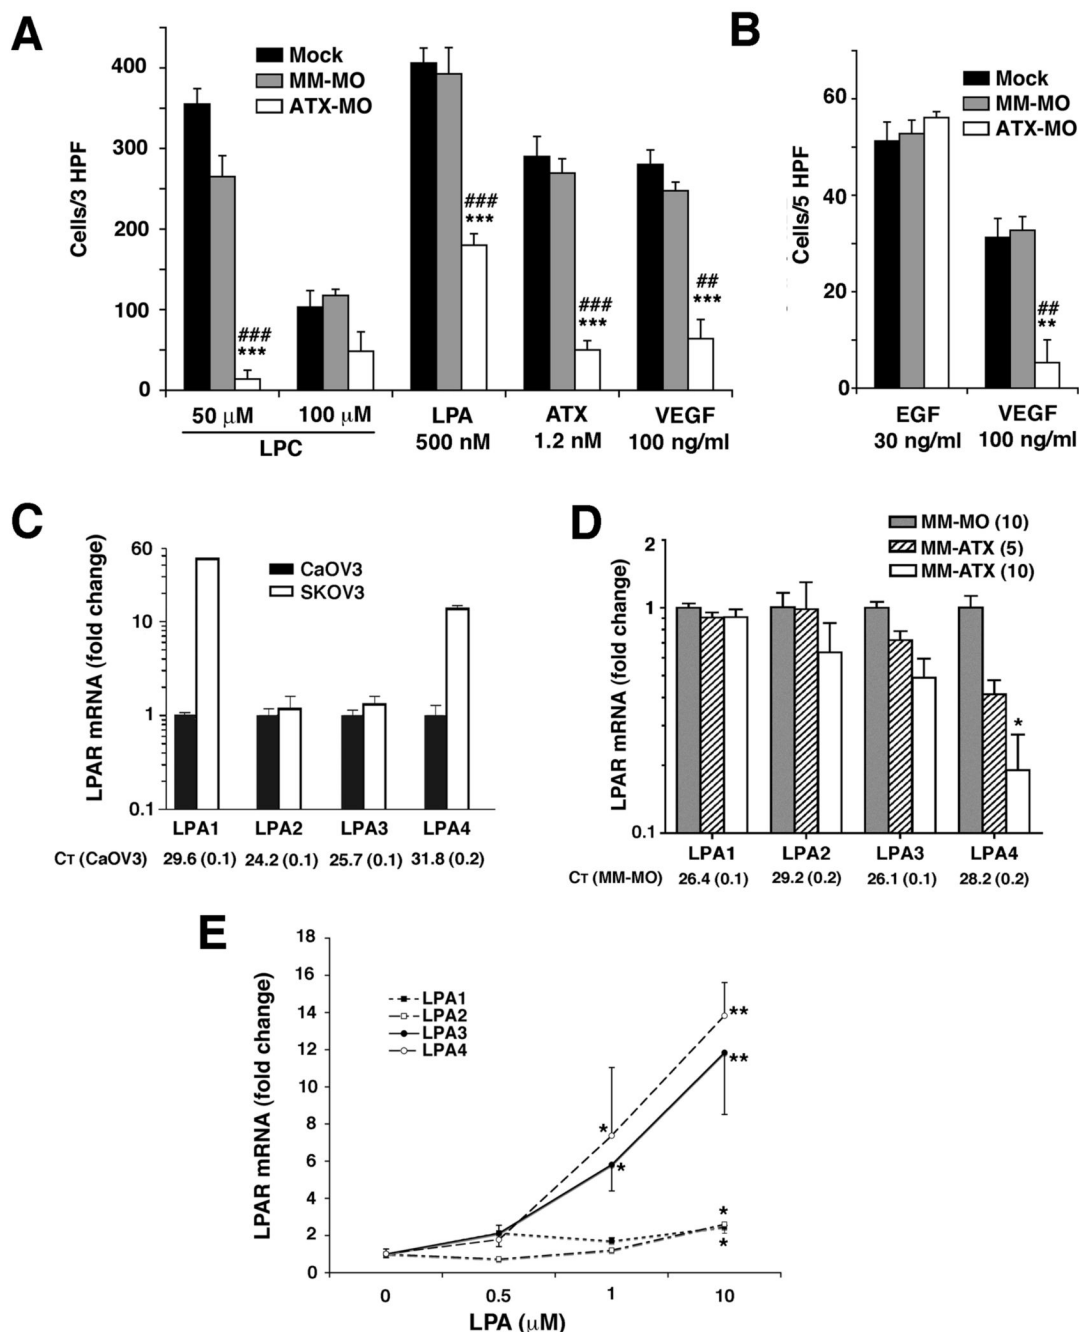 A
Mock
MM-MO
ATX-MO
Cells/3 HPF
400
300
200
100
0
###
***
###
***
###
***
##
***
50 μM
100 μM
LPA
ATX
VEGF
LPC
500 nM
1.2 nM
100 ng/ml
B
Mock
MM-MO
ATX-MO
Cells/5 HPF
60
40
20
0
##
**
EGF
VEGF
30 ng/ml
100 ng/ml
C
LPAR mRNA (fold change)
60
10
1
0.1
CaOV3
SKOV3
LPA1
LPA2
LPA3
LPA4
CT (CaOV3)
29.6 (0.1)
24.2 (0.1)
25.7 (0.1)
31.8 (0.2)
D
MM-MO (10)
MM-ATX (5)
MM-ATX (10)
LPAR mRNA (fold change)
2
1
0.1
*
LPA1
LPA2
LPA3
LPA4
CT (MM-MO)
26.4 (0.1)
29.2 (0.2)
26.1 (0.1)
28.2 (0.2)
E
LPAR mRNA (fold change)
18
16
14
12
10
8
6
4
2
0
LPA1
LPA2
LPA3
LPA4
*
*
**
**
*
*
0
0.5
1
10
LPA (μM)